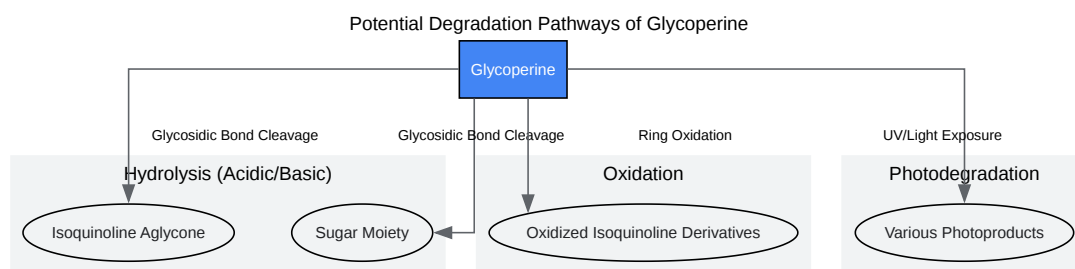 Potential Degradation Pathways of Glycoperine
Glycoperine
Glycosidic Bond Cleavage
Glycosidic Bond Cleavage
Ring Oxidation
UV/Light Exposure
Hydrolysis (Acidic/Basic)
Oxidation
Photodegradation
Isoquinoline Aglycone
Sugar Moiety
Oxidized Isoquinoline Derivatives
Various Photoproducts